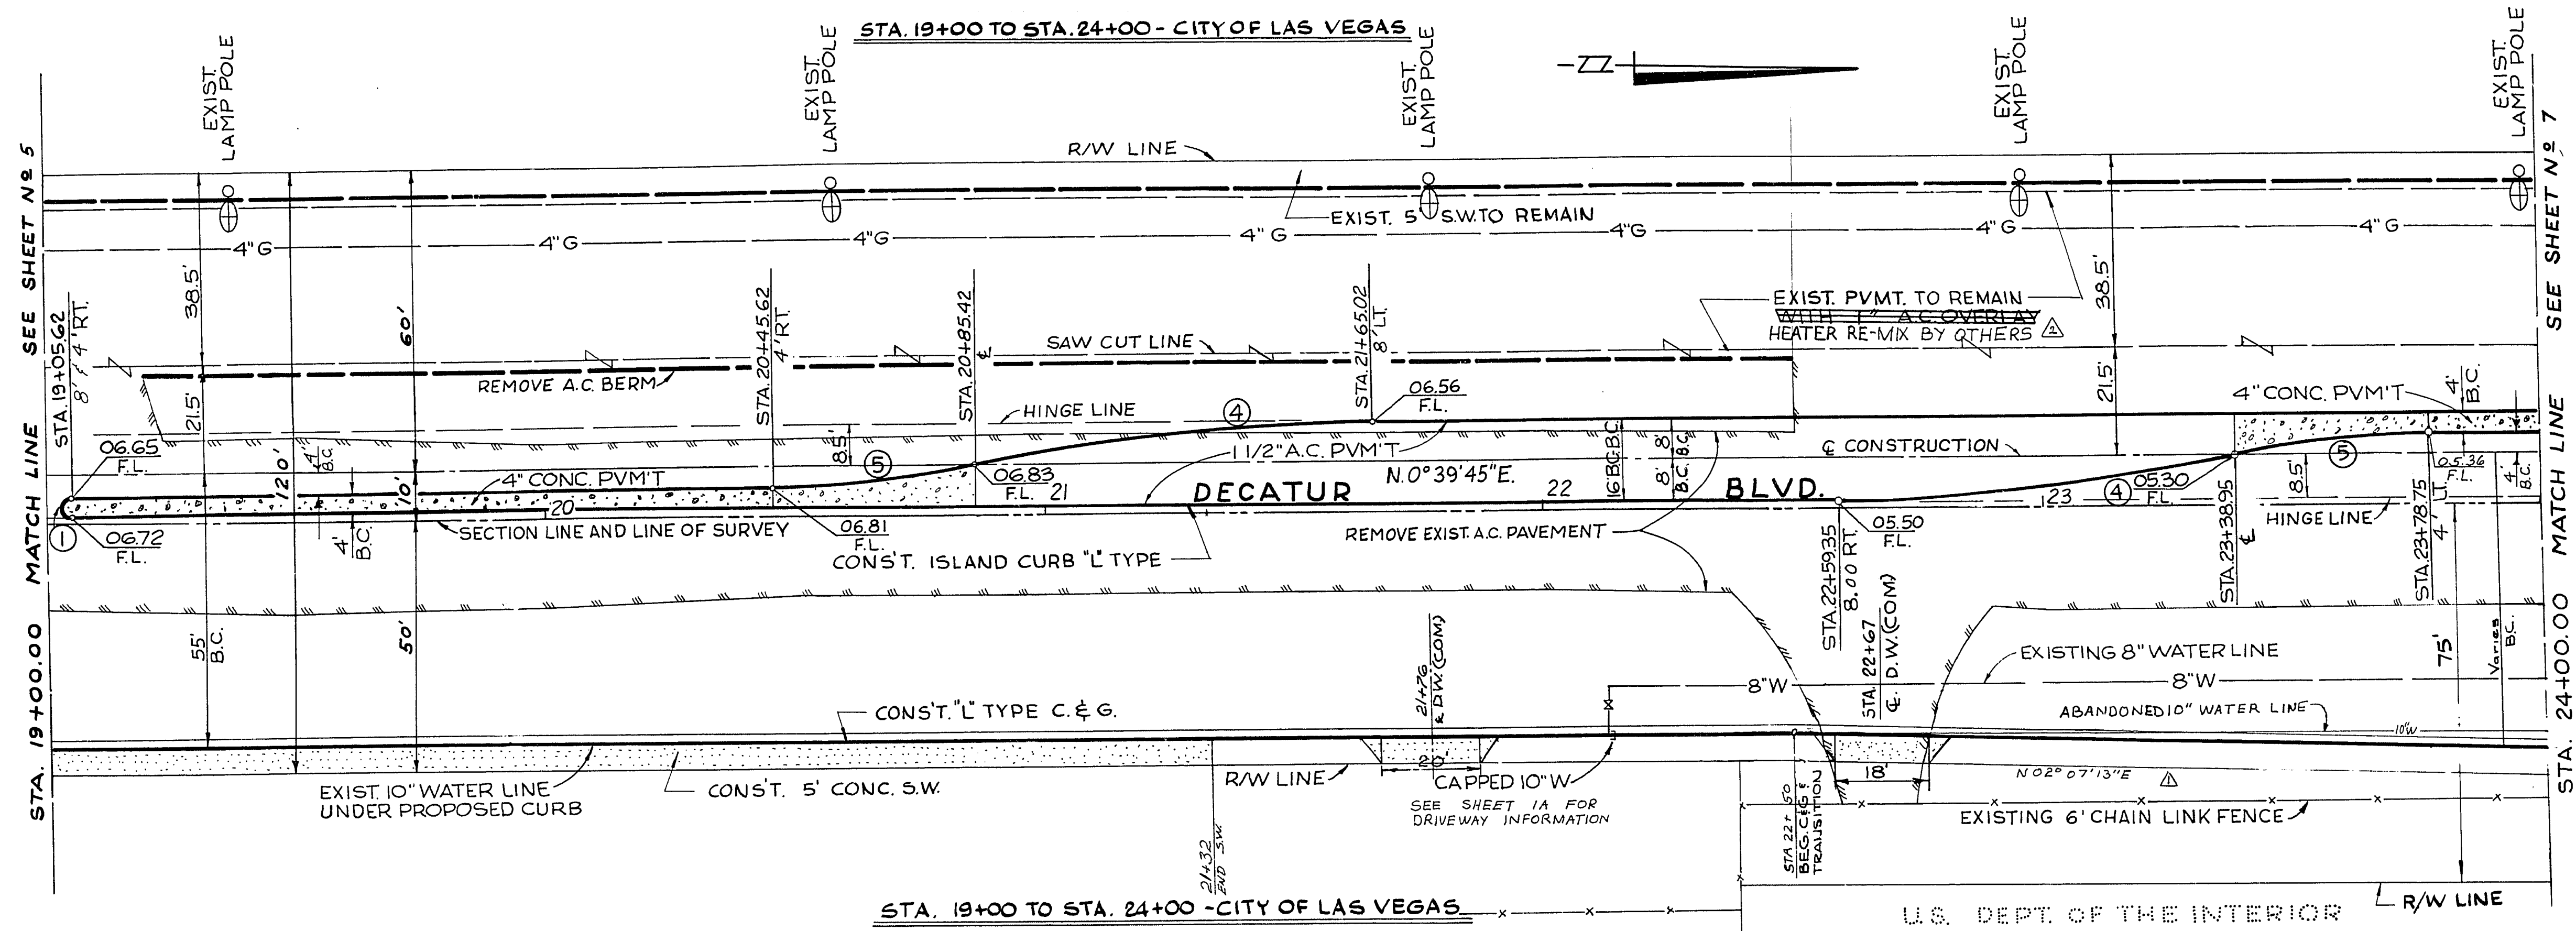 STA. 19+00 TO STA. 24+00 - CITY OF LAS VEGAS
EXIST.
LAMP POLE
EXIST.
LAMP POLE
EXIST.
LAMP POLE
EXIST.
LAMP POLE
EXIST.
LAMP POLE
N
STA. 19+00.00 MATCH LINE SEE SHEET Nº 5
STA. 24+00.00 MATCH LINE SEE SHEET Nº 7
R/W LINE
EXIST. 5' S.W. TO REMAIN
4"G
4"G
4"G
4"G
4"G
4"G
4"G
38.5'
38.5'
60'
STA. 19+05.62
8' & 4' RT.
STA. 20+45.62
4' RT.
STA. 20+85.42
℄
STA. 21+65.02
8' LT.
SAW CUT LINE
REMOVE A.C. BERM
EXIST. PVMT. TO REMAIN
WITH 1" A.C. OVERLAY
HEATER RE-MIX BY OTHERS 2
21.5'
21.5'
4" CONC. PVM'T
4'
B.C.
HINGE LINE
4
06.56
F.L.
06.65
F.L.
8.5'
5
1 1/2" A.C. PVM'T
℄ CONSTRUCTION
120'
4'
B.C.
10'
4" CONC. PVM'T
06.83
F.L.
21
N.0°39'45"E.
16' B.C. B.C.
8'
8'
B.C. B.C.
DECATUR BLVD.
22
23
20
5
05.36
F.L.
4'
B.C.
4
05.30
F.L.
8.5'
HINGE LINE
1
06.72
F.L.
4'
B.C.
SECTION LINE AND LINE OF SURVEY
06.81
F.L.
CONS'T. ISLAND CURB "L" TYPE
REMOVE EXIST. A.C. PAVEMENT
05.50
F.L.
STA. 22+59.35
8.00 RT.
STA. 22+67
℄ D.W. (COM)
STA. 23+38.95
℄
STA. 23+78.75
4' LT.
55'
B.C.
50'
75'
Varies
B.C.
21+76
℄ D.W. (COM)
EXISTING 8" WATER LINE
8"W
8"W
ABANDONED 10" WATER LINE
10"W
CONS'T. "L" TYPE C. & G.
EXIST. 10" WATER LINE
UNDER PROPOSED CURB
CONS'T. 5' CONC. S.W.
R/W LINE
20'
CAPPED 10"W
SEE SHEET 1A FOR
DRIVEWAY INFORMATION
18'
N 02° 07' 13" E 1
EXISTING 6' CHAIN LINK FENCE
21+32
END S.W.
STA 22+50
BEG. C & G
TRANSITION
STA. 19+00 TO STA. 24+00 - CITY OF LAS VEGAS
R/W LINE
U.S. DEPT. OF THE INTERIOR